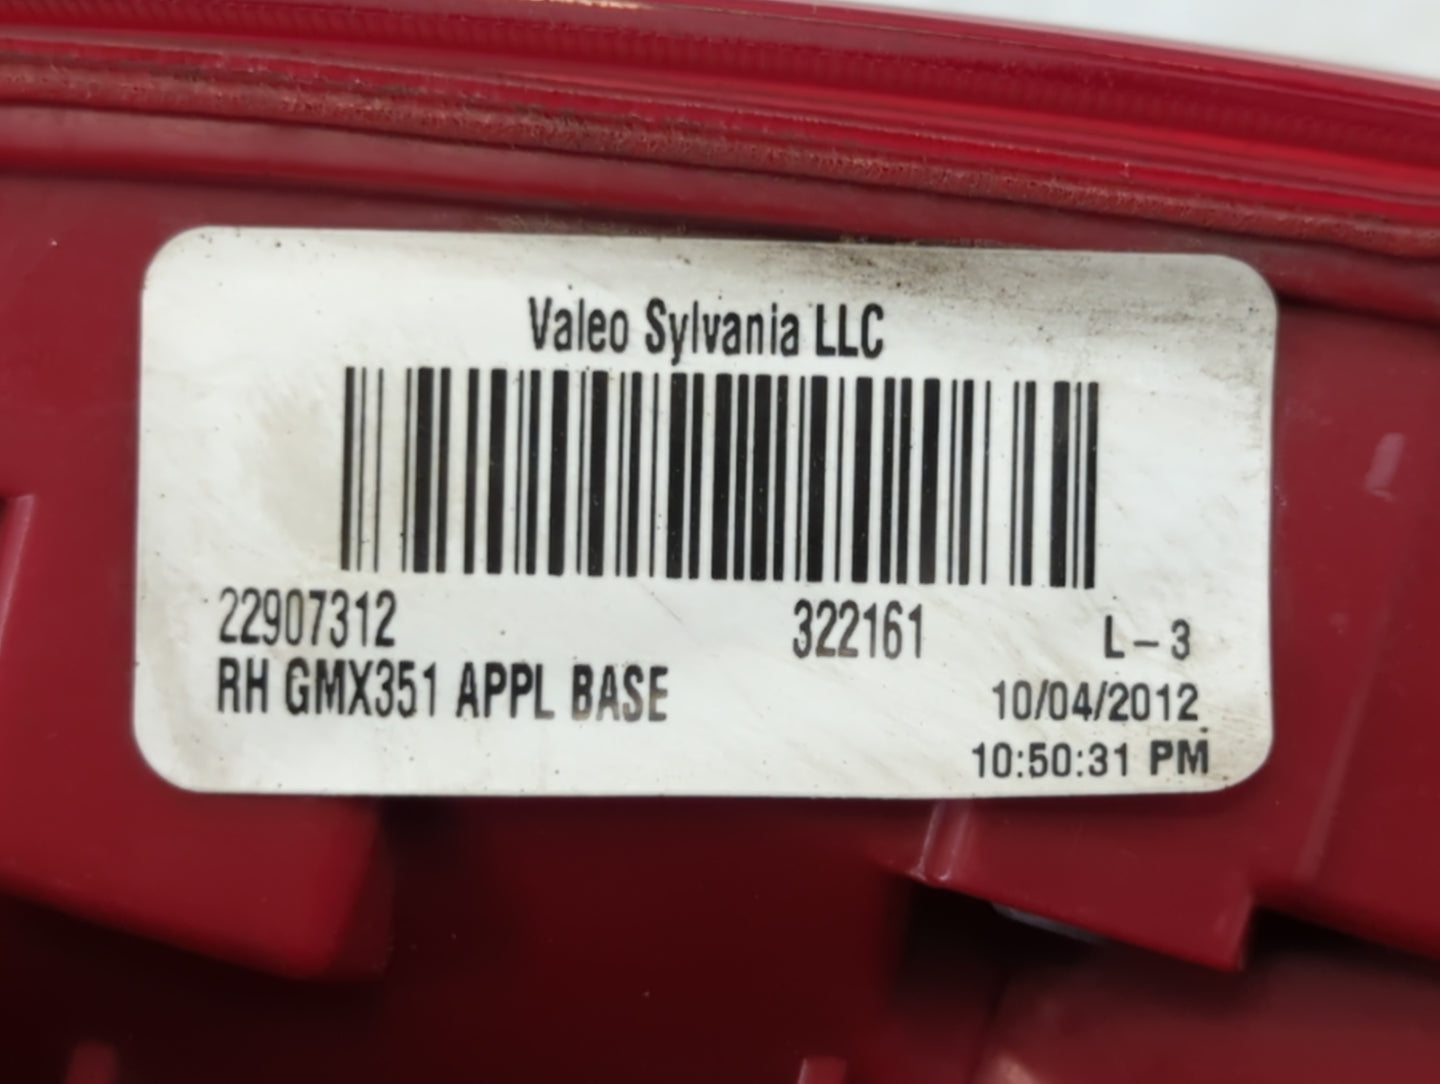 Valeo Sylvania LLC
22907312 322161 L-3
RH GMX351 APPL BASE 10/04/2012
10:50:31 PM